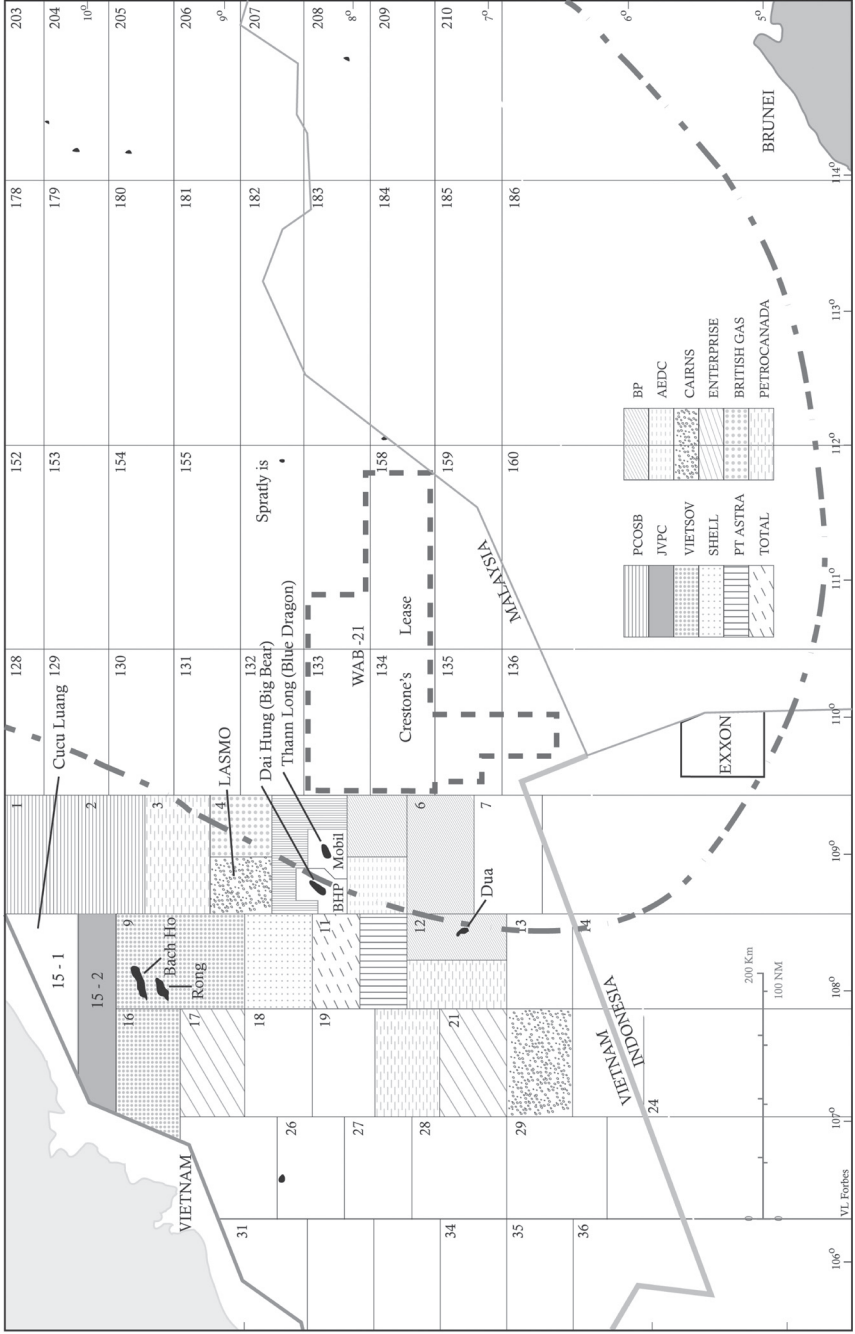 203
204
10°
205
206
9°
207
208
8°
209
7°
210
6°
5°
178
179
180
181
182
183
184
185
186
BRUNEI
114°
113°
152
153
154
155
Spratly is
158
159
160
112°
111°
110°
109°
108°
107°
106°
MALAYSIA
WAB -21
Crestone's Lease
128
129
130
131
132
133
134
135
136
Cucu Luang
LASMO
Dai Hung (Big Bear)
Thann Long (Blue Dragon)
1
2
3
4
Mobil
BHP
6
7
Dua
EXXON
15 - 1
15 - 2
9
Bach Ho
Rong
11
12
13
14
16
17
18
19
21
24
26
27
28
29
31
34
35
36
VIETNAM
VIETNAM
INDONESIA
PCOSB
JVPC
VIETSOV
SHELL
PT ASTRA
TOTAL
BP
AEDC
CAIRNS
ENTERPRISE
BRITISH GAS
PETROCANADA
200 Km
100 NM
0
0
VL Forbes